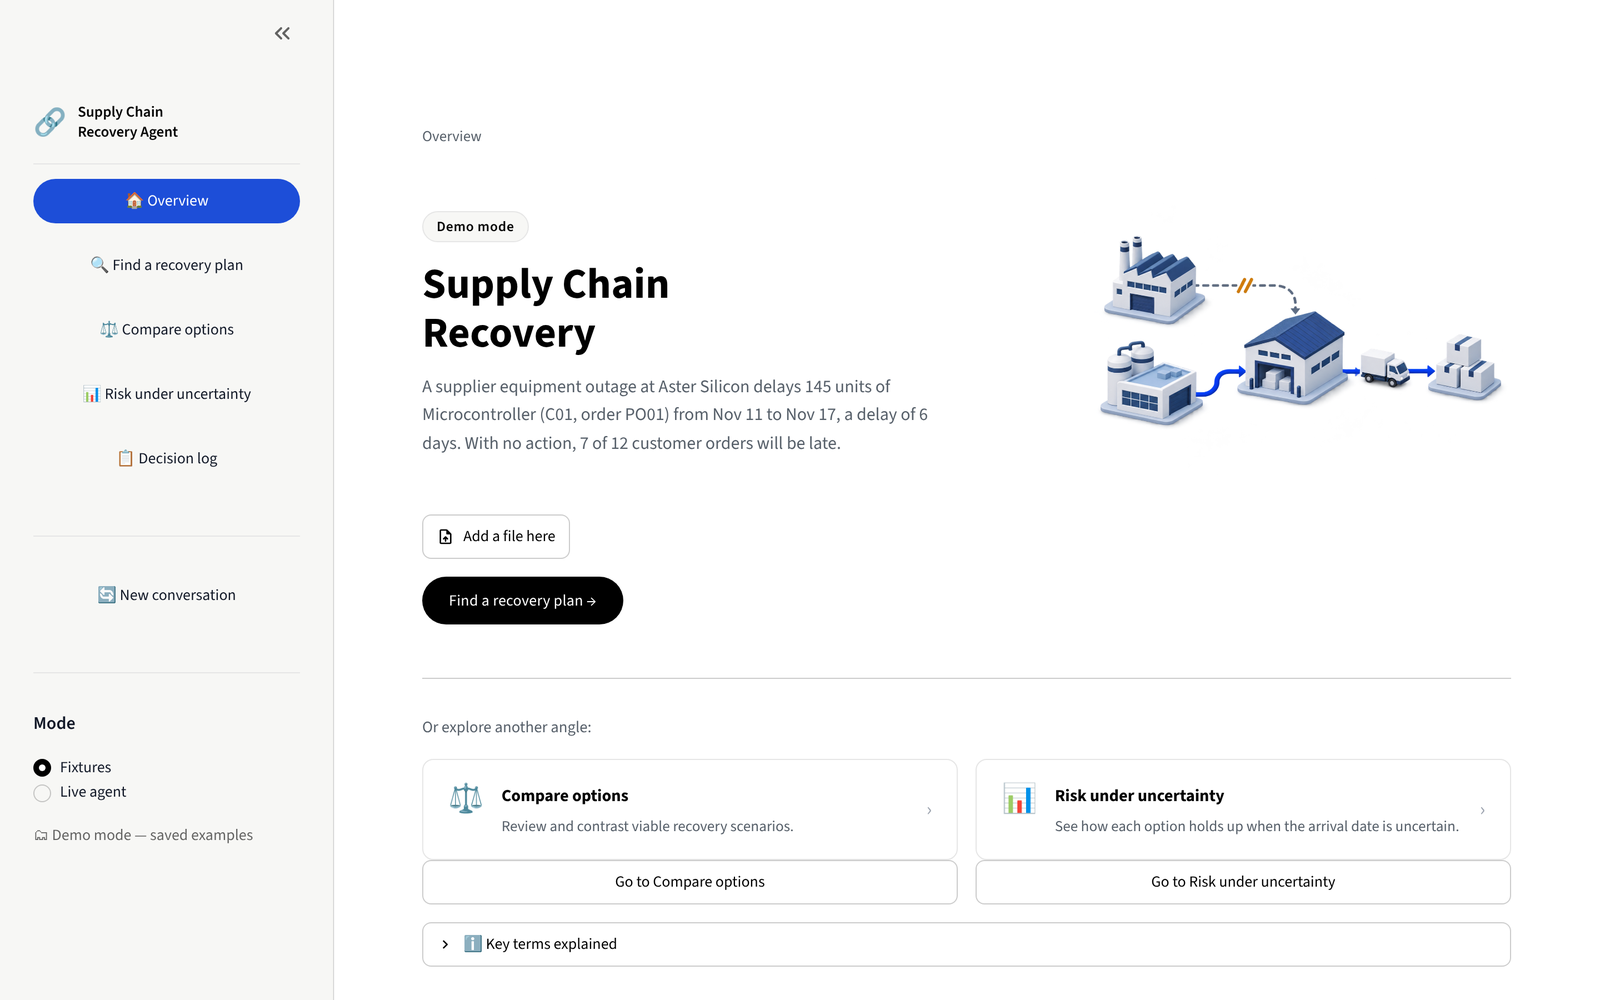 Supply Chain
Recovery Agent
Overview
Find a recovery plan
Compare options
Risk under uncertainty
Decision log
New conversation
Mode
Fixtures
Live agent
Demo mode — saved examples
Overview
Demo mode
Supply Chain
Recovery
A supplier equipment outage at Aster Silicon delays 145 units of
Microcontroller (C01, order PO01) from Nov 11 to Nov 17, a delay of 6
days. With no action, 7 of 12 customer orders will be late.
Add a file here
Find a recovery plan →
Or explore another angle:
Compare options
Review and contrast viable recovery scenarios.
Go to Compare options
Risk under uncertainty
See how each option holds up when the arrival date is uncertain.
Go to Risk under uncertainty
Key terms explained